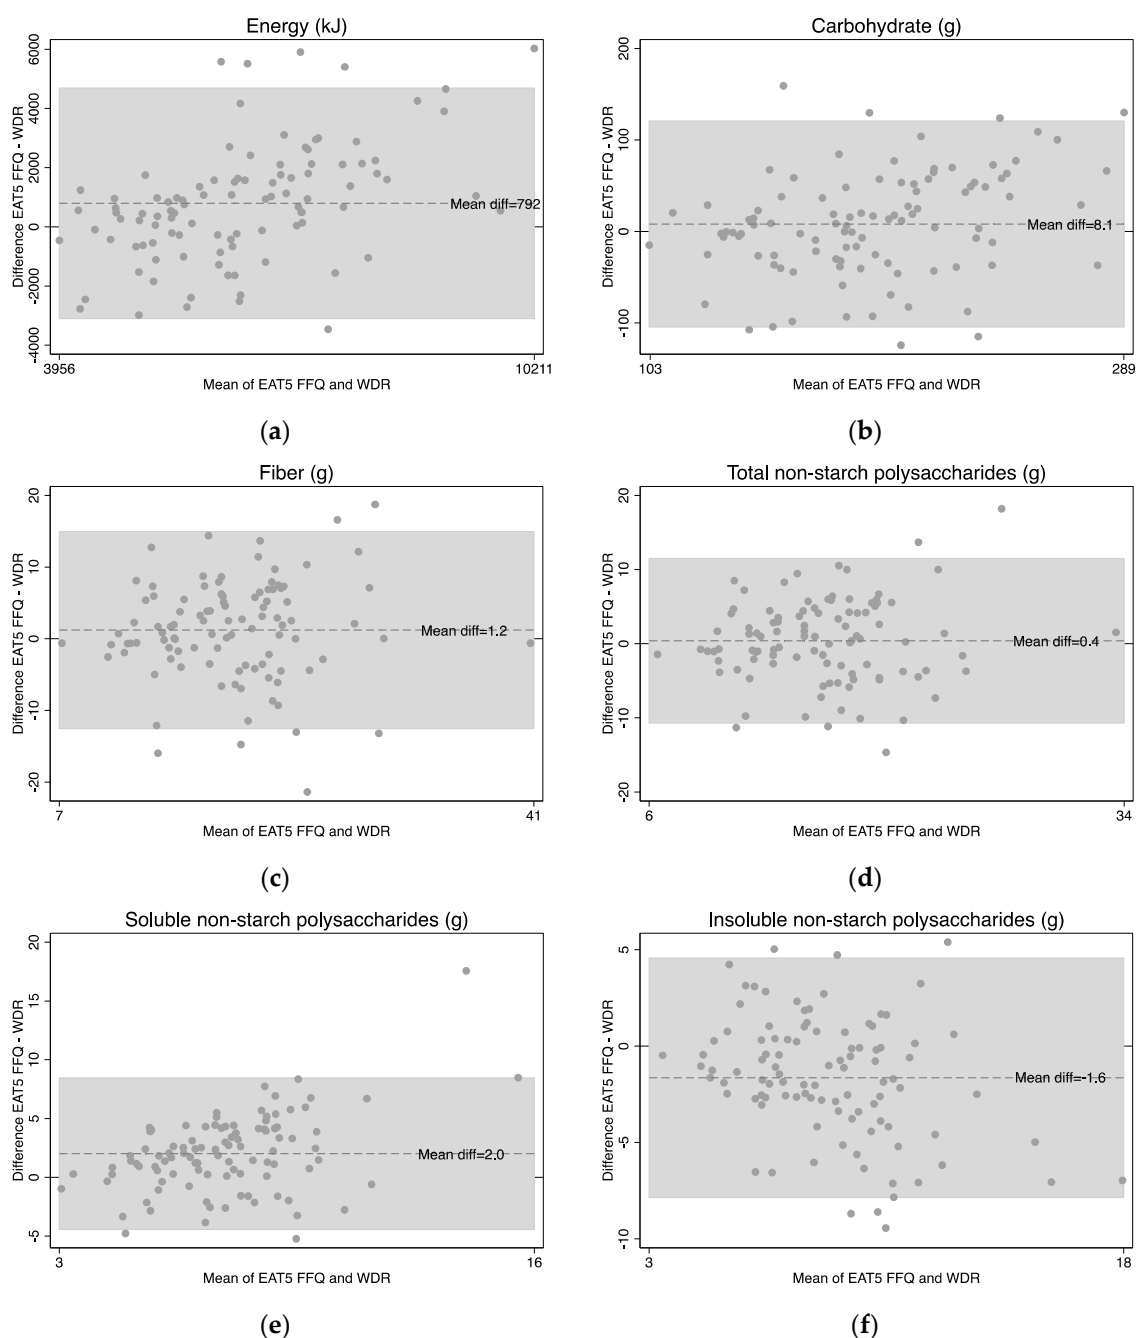 Energy (kJ)
Difference EAT5 FFQ - WDR
6000
4000
2000
0
-2000
-4000
Mean diff=792
3956
10211
Mean of EAT5 FFQ and WDR
(a)
Carbohydrate (g)
Difference EAT5 FFQ - WDR
200
100
0
-100
Mean diff=8.1
103
289
Mean of EAT5 FFQ and WDR
(b)
Fiber (g)
Difference EAT5 FFQ - WDR
20
10
0
-10
-20
Mean diff=1.2
7
41
Mean of EAT5 FFQ and WDR
(c)
Total non-starch polysaccharides (g)
Difference EAT5 FFQ - WDR
20
10
0
-10
-20
Mean diff=0.4
6
34
Mean of EAT5 FFQ and WDR
(d)
Soluble non-starch polysaccharides (g)
Difference EAT5 FFQ - WDR
20
15
10
5
0
-5
Mean diff=2.0
3
16
Mean of EAT5 FFQ and WDR
(e)
Insoluble non-starch polysaccharides (g)
Difference EAT5 FFQ - WDR
5
0
-5
-10
Mean diff=-1.6
3
18
Mean of EAT5 FFQ and WDR
(f)